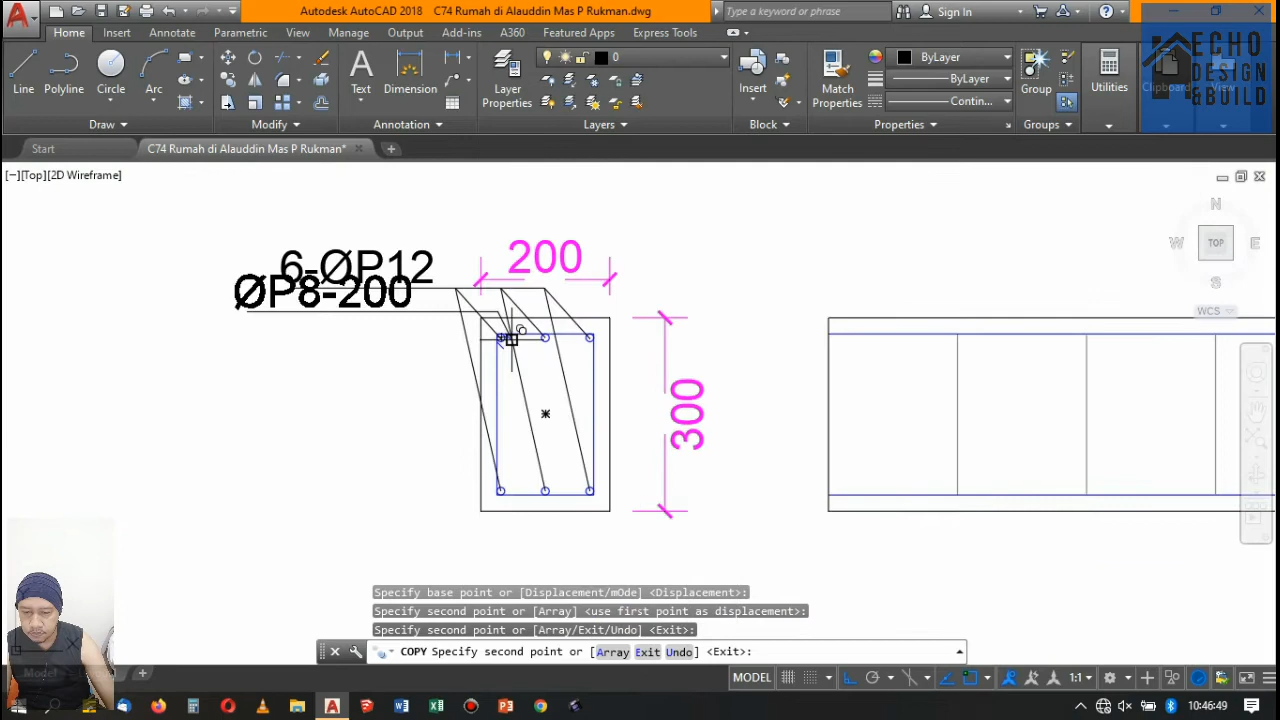 Autodesk AutoCAD 2018 C74 Rumah di Alauddin Mas P Rukman.dwg
Type a keyword or phrase
Sign In
Home Insert Annotate Parametric View Manage Output Add-ins A360 Featured Apps Express Tools
ECHO
DESIGN
&BUILD
0
ByLayer
ByLayer
Contin...
Line Polyline Circle Arc
Text Dimension
Layer
Properties
Insert
Match
Properties
Group
Utilities
Clipboard
View
Draw
Modify
Annotation
Layers
Block
Properties
Groups
Start
C74 Rumah di Alauddin Mas P Rukman*
[−][Top][2D Wireframe]
N
W TOP E
S
WCS
6-ØP12
200
ØP8-200
300
Specify base point or [Displacement/mOde] <Displacement>:
Specify second point or [Array] <use first point as displacement>:
Specify second point or [Array/Exit/Undo] <Exit>:
COPY Specify second point or [Array Exit Undo] <Exit>:
Model
MODEL
1:1
10:46:49